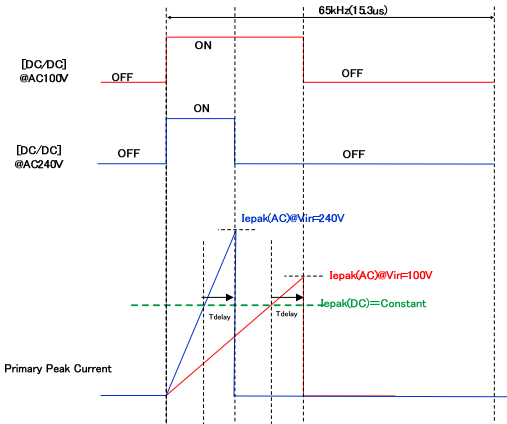 65kHz(15.3us)
[DC/DC]
@AC100V
OFF
ON
OFF
[DC/DC]
@AC240V
OFF
ON
OFF
Iepak(AC)@Vin=240V
Iepak(AC)@Vin=100V
Iepak(DC)=Constant
Tdelay
Tdelay
Primary Peak Current